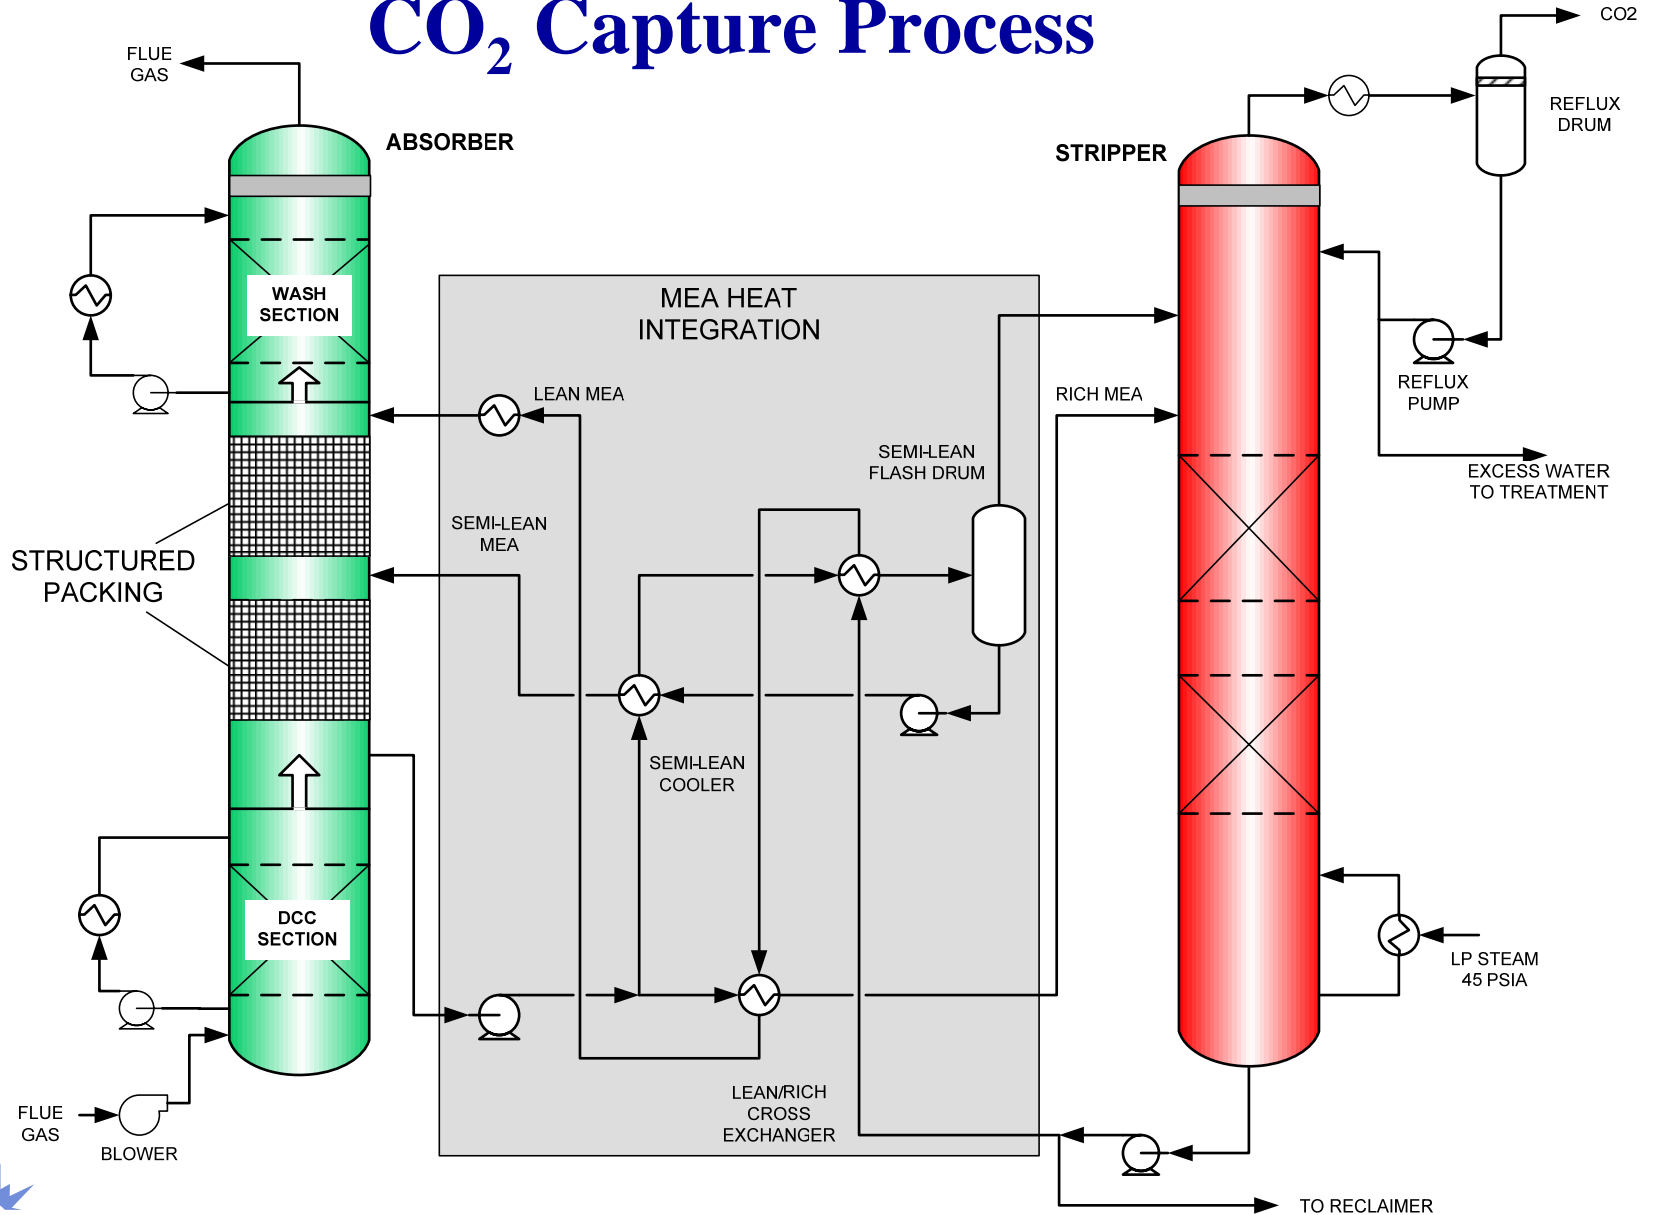 CO2 Capture Process
FLUE
GAS
ABSORBER
STRIPPER
CO2
REFLUX
DRUM
WASH
SECTION
MEA HEAT
INTEGRATION
LEAN MEA
RICH MEA
REFLUX
PUMP
SEMI-LEAN
FLASH DRUM
EXCESS WATER
TO TREATMENT
SEMI-LEAN
MEA
STRUCTURED
PACKING
SEMI-LEAN
COOLER
DCC
SECTION
LP STEAM
45 PSIA
LEAN/RICH
CROSS
EXCHANGER
FLUE
GAS
BLOWER
TO RECLAIMER